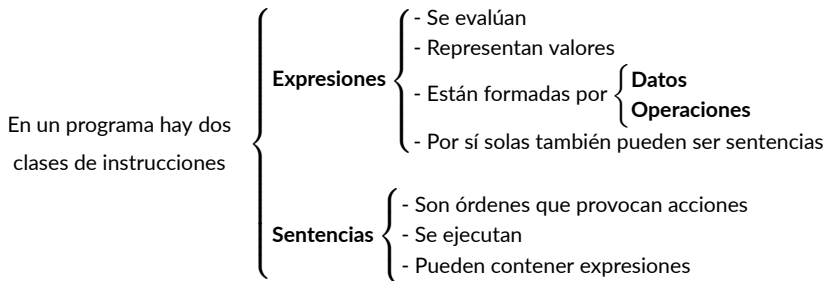 En un programa hay dos
clases de instrucciones
Expresiones
- Se evalúan
- Representan valores
- Están formadas por
Datos
Operaciones
- Por sí solas también pueden ser sentencias
Sentencias
- Son órdenes que provocan acciones
- Se ejecutan
- Pueden contener expresiones